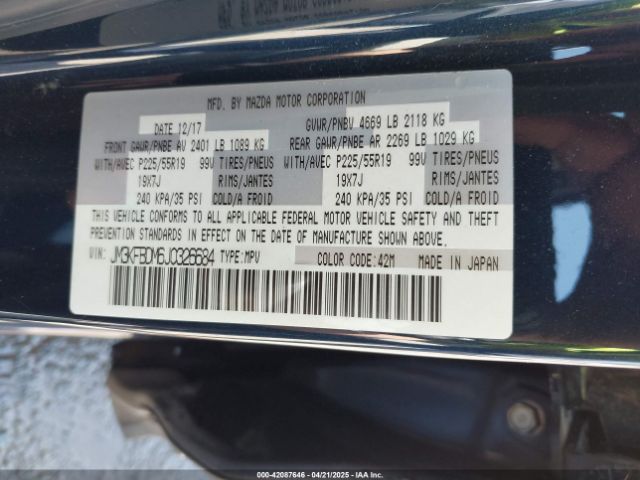 MFD. BY MAZDA MOTOR CORPORATION
DATE 12/17 GVWR/PNBV 4669 LB 2118 KG
FRONT GAWR/PNBE AV 2401 LB 1089 KG REAR GAWR/PNBE AR 2269 LB 1029 KG
WITH/AVEC P225/55R19 99V TIRES/PNEUS WITH/AVEC P225/55R19 99V TIRES/PNEUS
19X7J RIMS/JANTES 19X7J RIMS/JANTES
240 KPA/35 PSI COLD/A FROID 240 KPA/35 PSI COLD/A FROID
THIS VEHICLE CONFORMS TO ALL APPLICABLE FEDERAL MOTOR VEHICLE SAFETY AND THEFT
PREVENTION STANDARDS IN EFFECT ON THE DATE OF MANUFACTURE SHOWN ABOVE.
VIN: JM3KFBDM6J0326684 TYPE:MPV COLOR CODE:42M MADE IN JAPAN
000-42087646 - 04/21/2025 - IAAI.COM